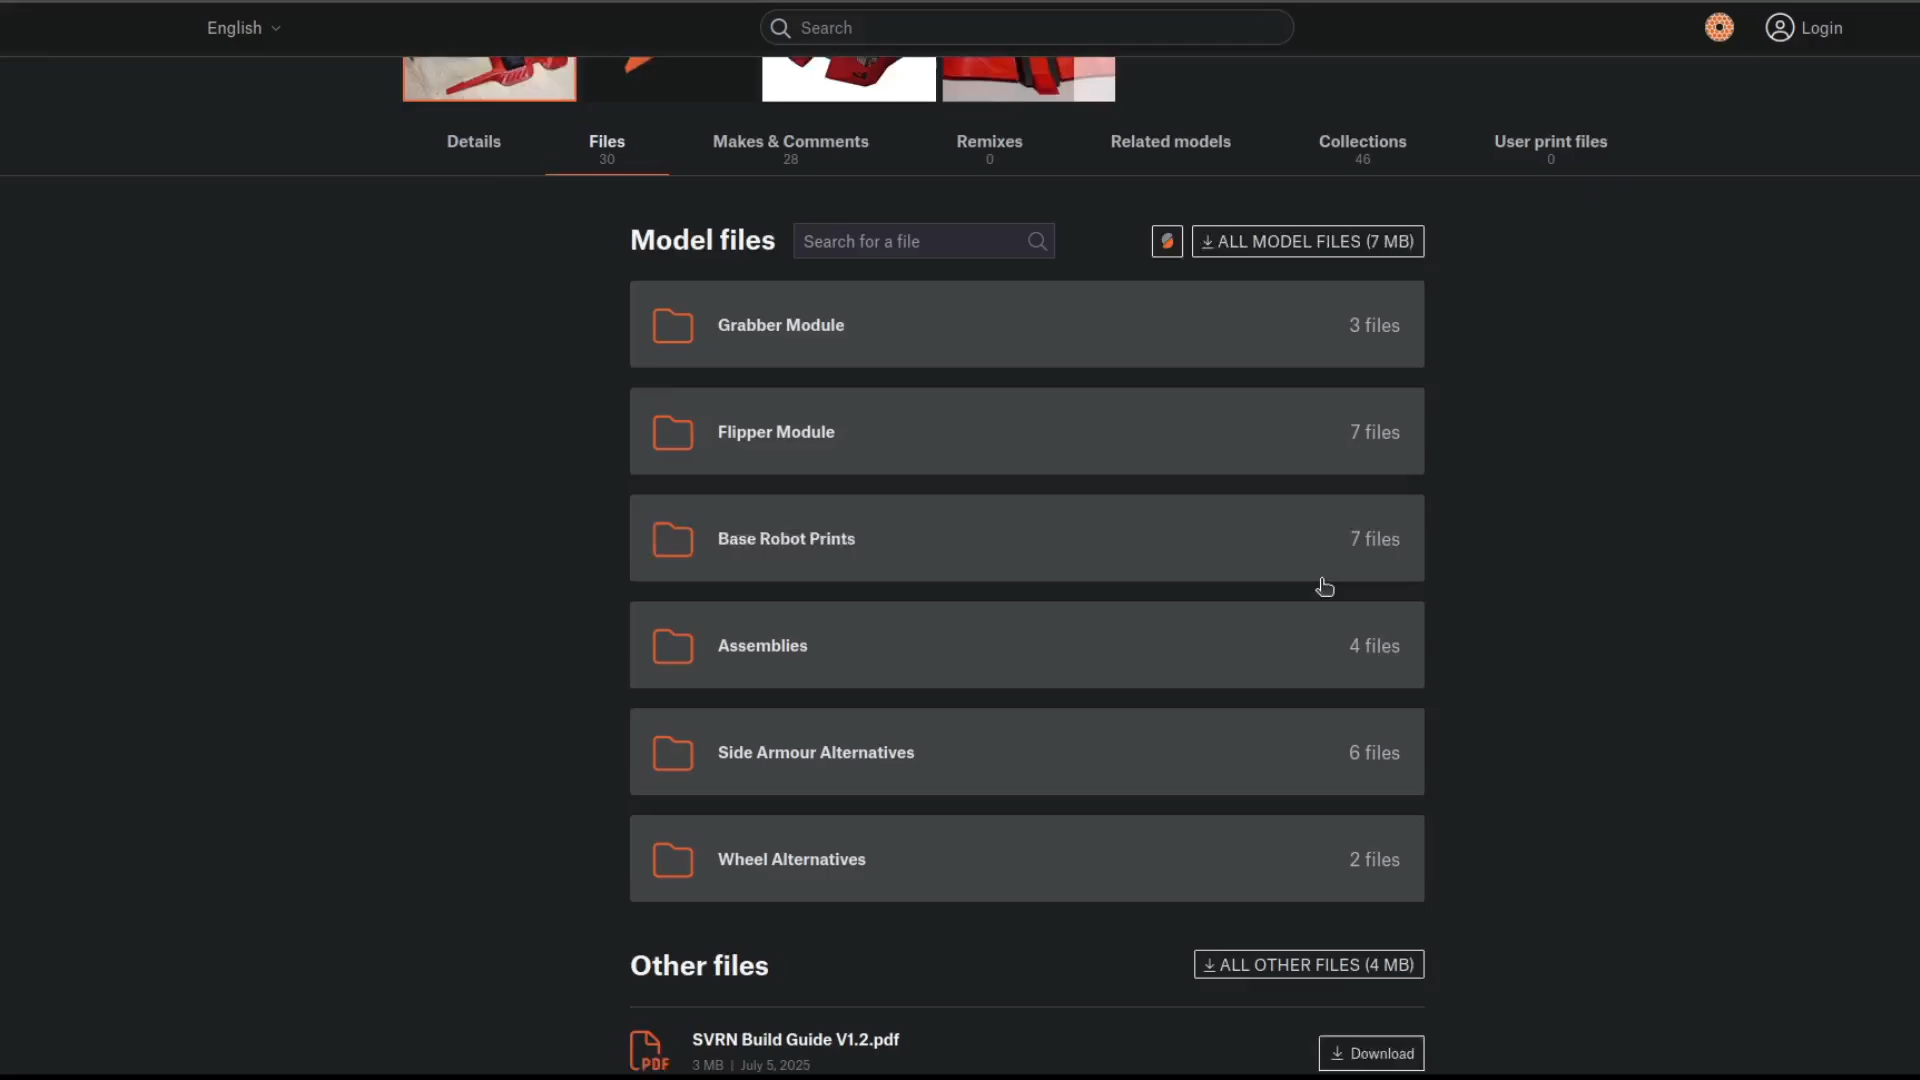 English
Search
Login
Details
Files
30
Makes & Comments
28
Remixes
0
Related models
Collections
46
User print files
0
Model files
Search for a file
ALL MODEL FILES (7 MB)
Grabber Module
3 files
Flipper Module
7 files
Base Robot Prints
7 files
Assemblies
4 files
Side Armour Alternatives
6 files
Wheel Alternatives
2 files
Other files
ALL OTHER FILES (4 MB)
PDF
SVRN Build Guide V1.2.pdf
3 MB | July 5, 2025
Download